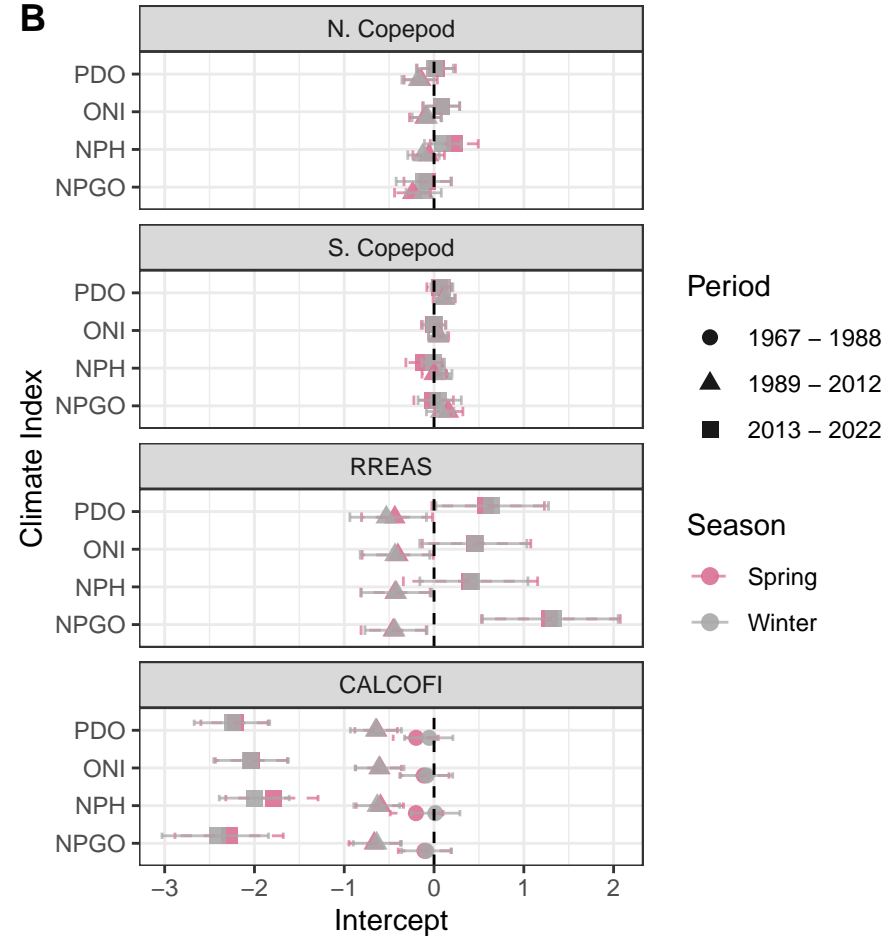 B
N. Copepod
PDO
ONI
NPH
NPGO
S. Copepod
PDO
ONI
NPH
NPGO
RREAS
PDO
ONI
NPH
NPGO
CALCOFI
PDO
ONI
NPH
NPGO
−3 −2 −1 0 1 2
Intercept
Climate Index
Period
1967 − 1988
1989 − 2012
2013 − 2022
Season
Spring
Winter